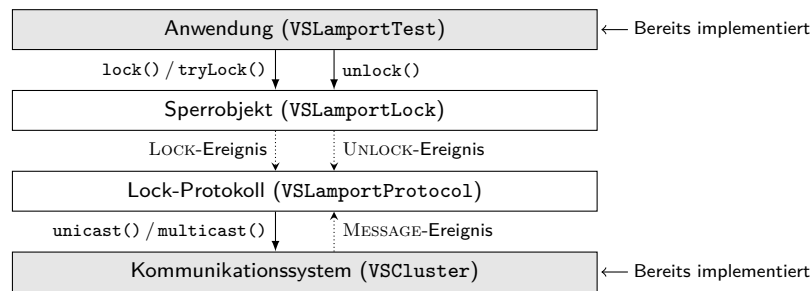 Anwendung (VSLamportTest)
← Bereits implementiert
lock() / tryLock()
unlock()
Sperrobjekt (VSLamportLock)
LOCK-Ereignis
UNLOCK-Ereignis
Lock-Protokoll (VSLamportProtocol)
unicast() / multicast()
MESSAGE-Ereignis
Kommunikationssystem (VSCluster)
← Bereits implementiert